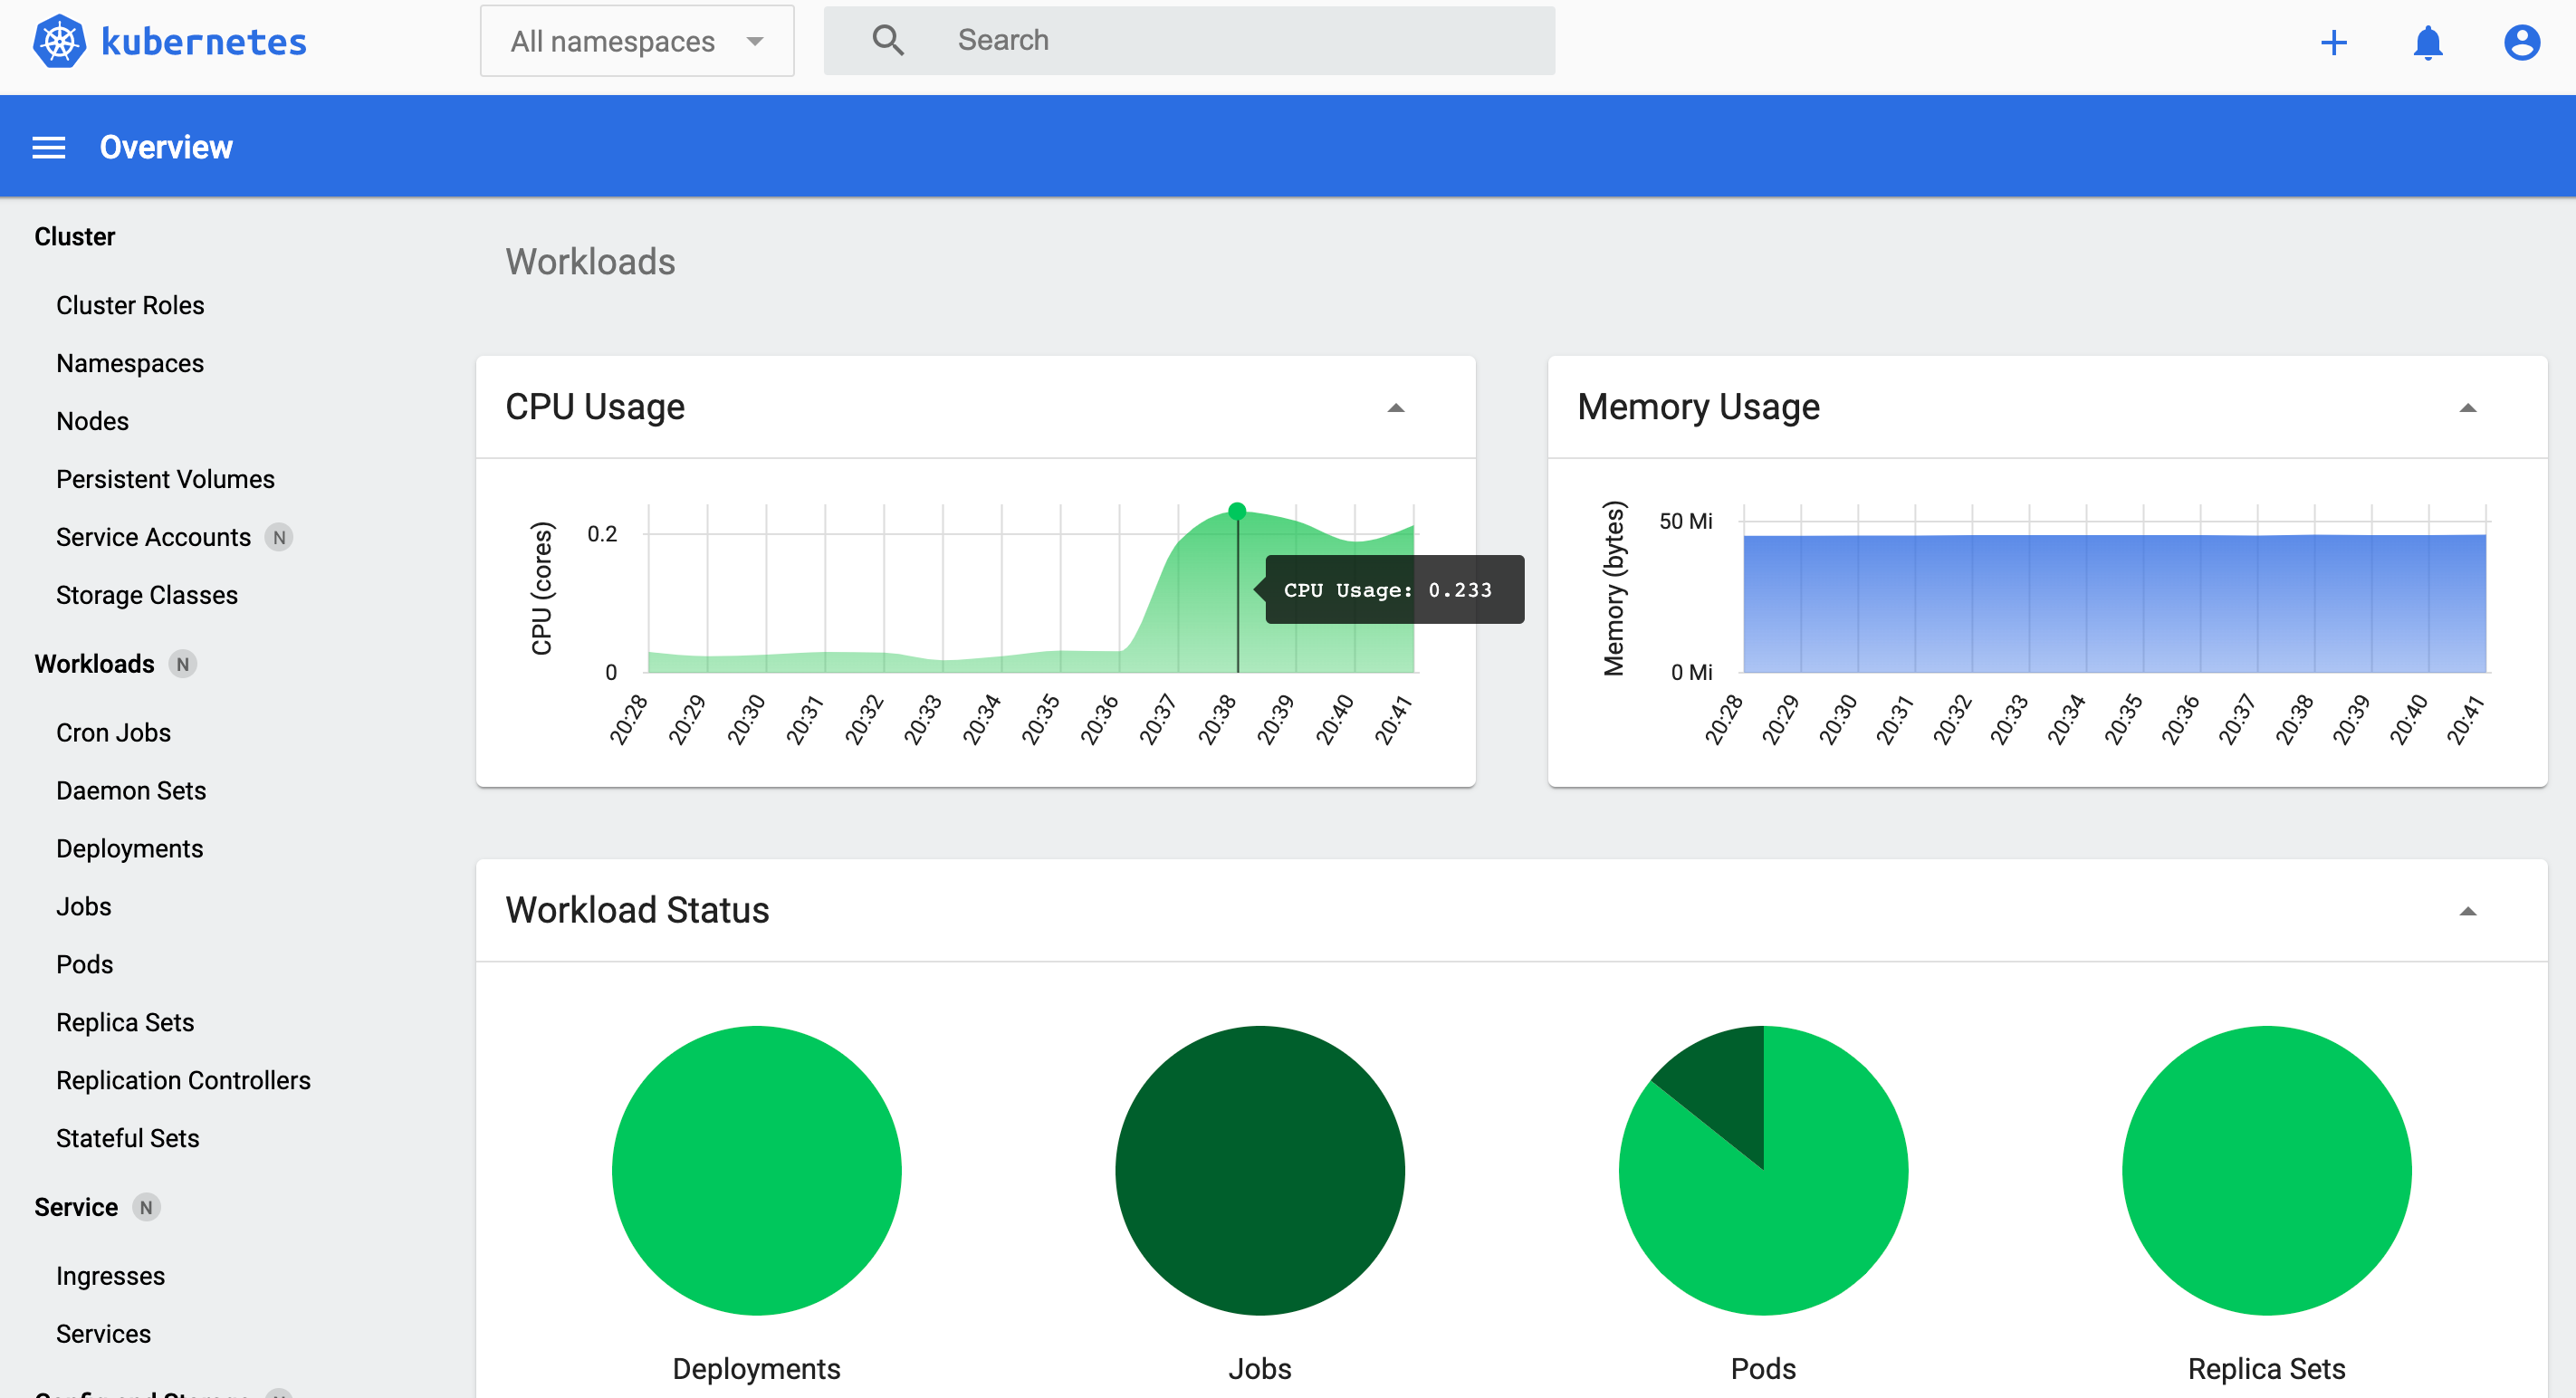 kubernetes
All namespaces
Search
Overview
Cluster
Cluster Roles
Namespaces
Nodes
Persistent Volumes
Service Accounts N
Storage Classes
Workloads N
Cron Jobs
Daemon Sets
Deployments
Jobs
Pods
Replica Sets
Replication Controllers
Stateful Sets
Service N
Ingresses
Services
Config and Storage N
Workloads
CPU Usage
CPU (cores)
0.2
0
CPU Usage: 0.233
20:28 20:29 20:30 20:31 20:32 20:33 20:34 20:35 20:36 20:37 20:38 20:39 20:40 20:41
Memory Usage
Memory (bytes)
50 Mi
0 Mi
20:28 20:29 20:30 20:31 20:32 20:33 20:34 20:35 20:36 20:37 20:38 20:39 20:40 20:41
Workload Status
Deployments
Jobs
Pods
Replica Sets